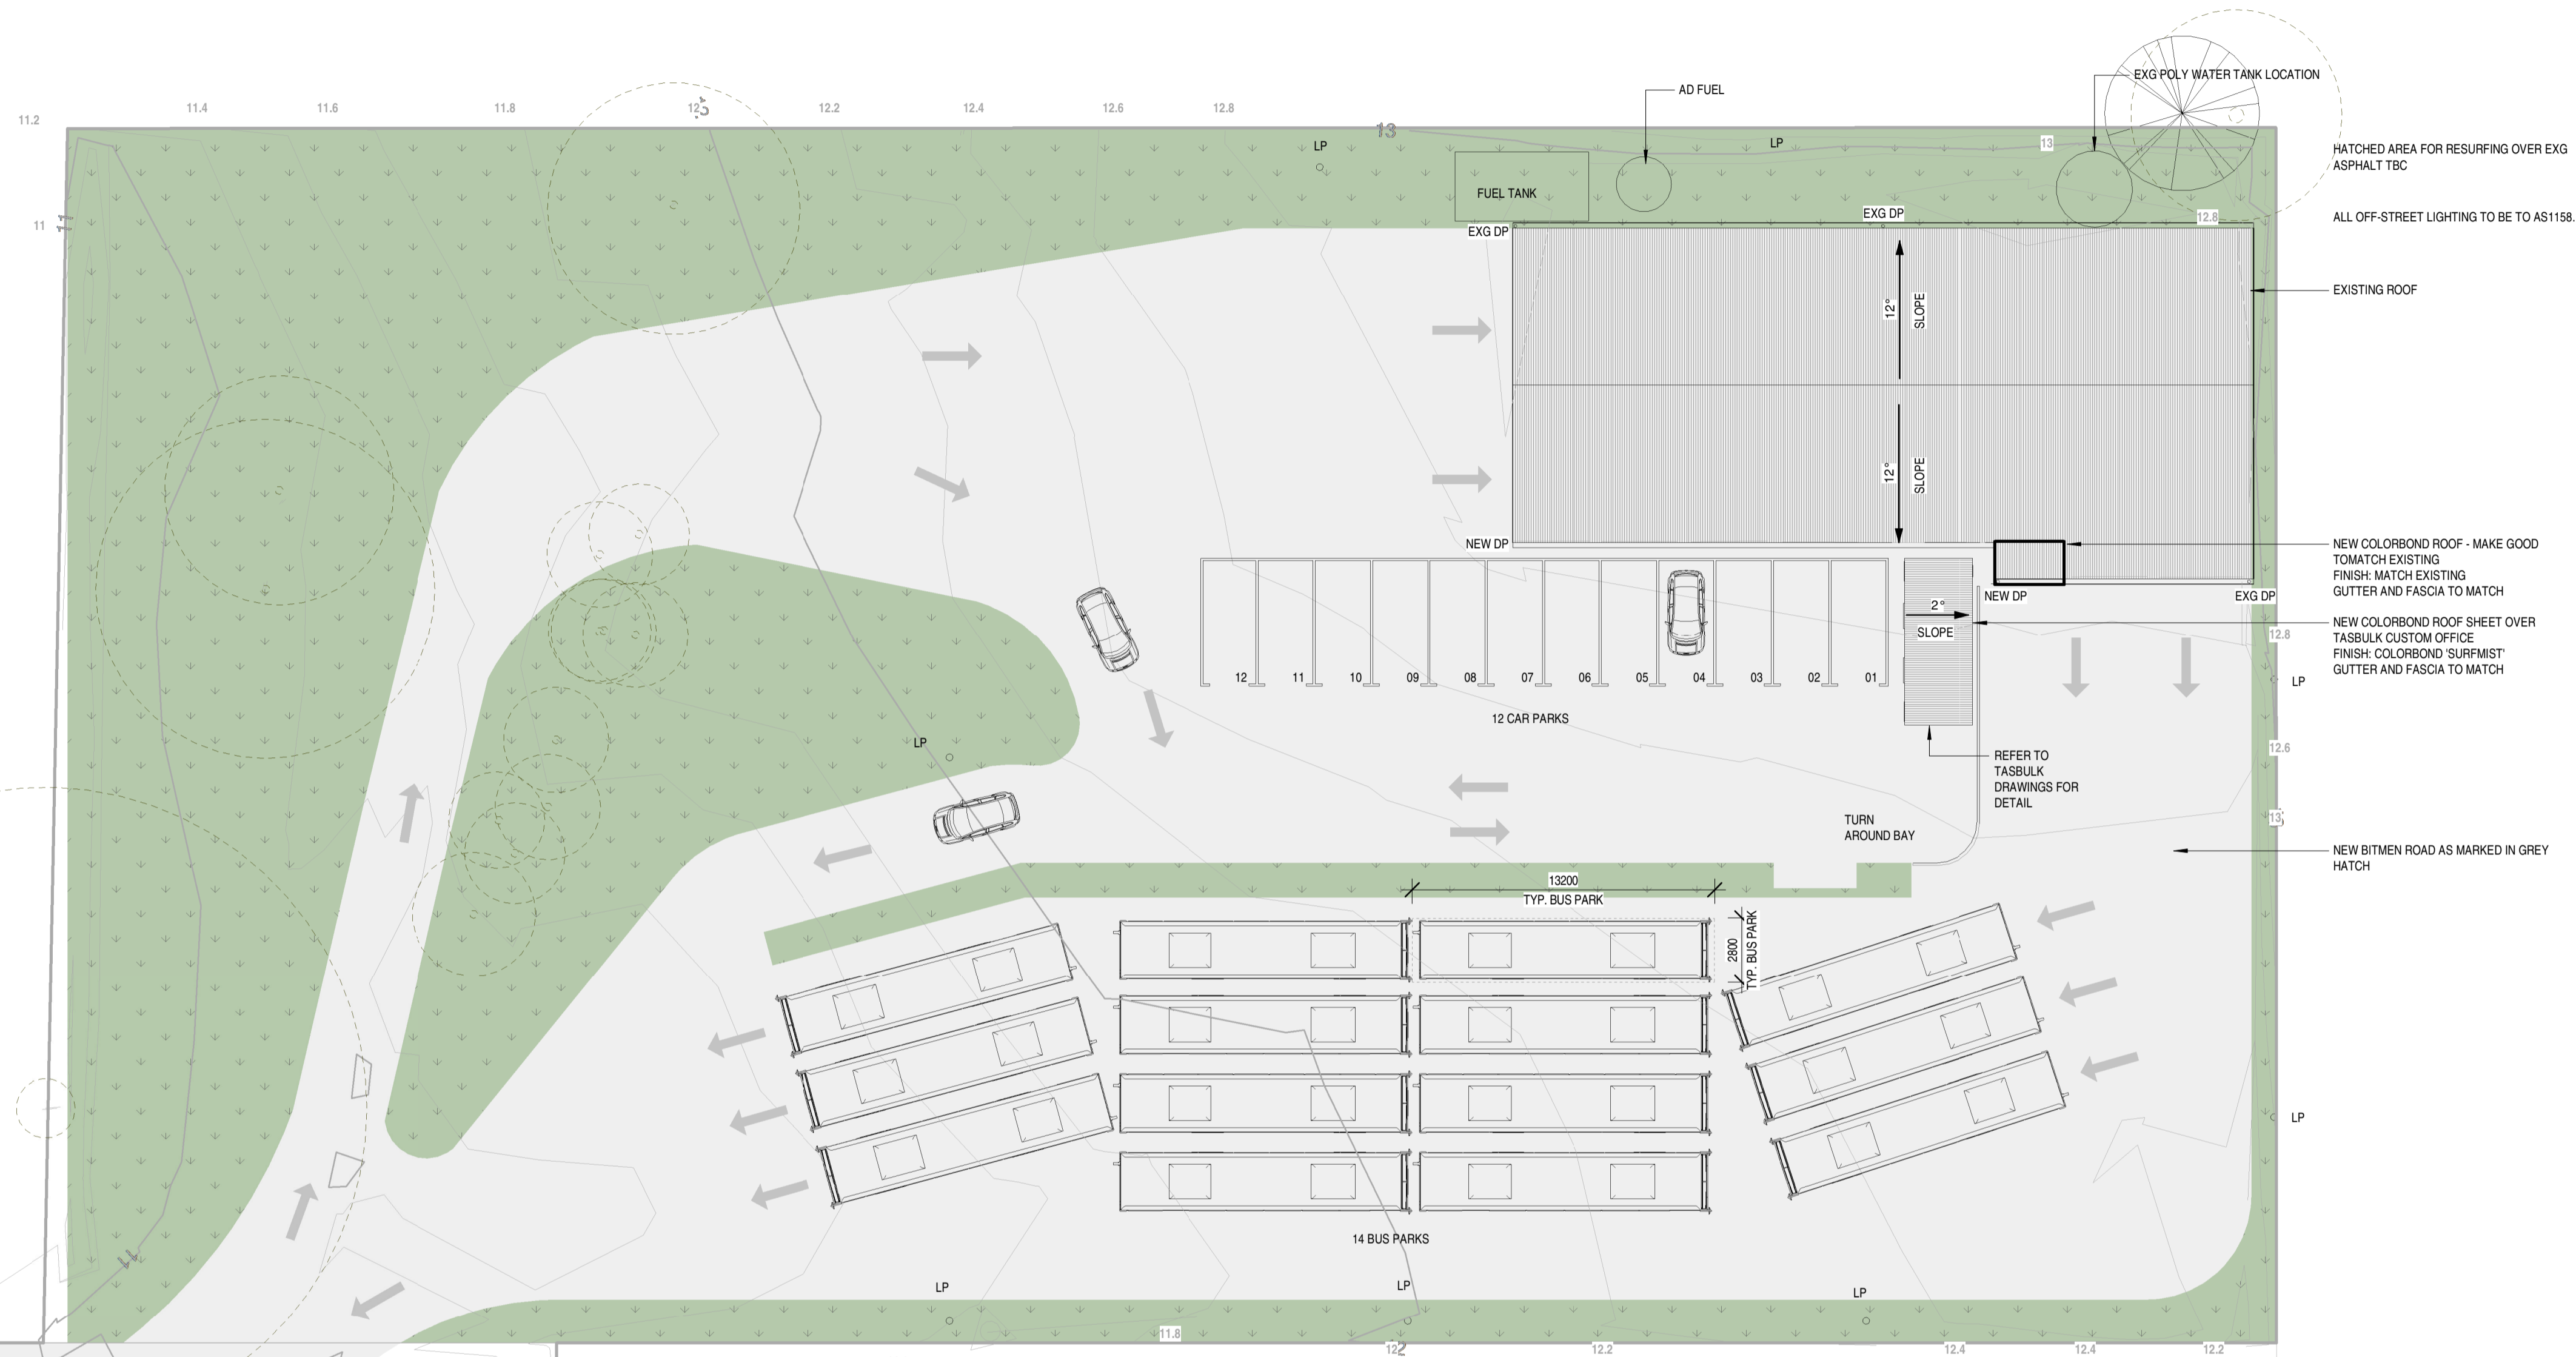 EXG POLY WATER TANK LOCATION
AD FUEL
11.2
11.4
11.6
11.8
12.2
12.4
12.6
12.8
13
LP
LP
13
HATCHED AREA FOR RESURFING OVER EXG
ASPHALT TBC
FUEL TANK
11
11
EXG DP
12.8
ALL OFF-STREET LIGHTING TO BE TO AS1158.
EXG DP
12°
SLOPE
EXISTING ROOF
12°
SLOPE
NEW DP
NEW COLORBOND ROOF - MAKE GOOD
TOMATCH EXISTING
FINISH: MATCH EXISTING
GUTTER AND FASCIA TO MATCH
NEW DP
EXG DP
2°
SLOPE
NEW COLORBOND ROOF SHEET OVER
TASBULK CUSTOM OFFICE
FINISH: COLORBOND 'SURFMIST'
GUTTER AND FASCIA TO MATCH
12.8
LP
12
11
10
09
08
07
06
05
04
03
02
01
12 CAR PARKS
LP
12.6
REFER TO
TASBULK
DRAWINGS FOR
DETAIL
TURN
AROUND BAY
13
NEW BITMEN ROAD AS MARKED IN GREY
HATCH
13200
TYP. BUS PARK
2800
TYP. BUS PARK
LP
14 BUS PARKS
11
LP
LP
LP
11.8
12
12.2
12.4
12.4
12.2